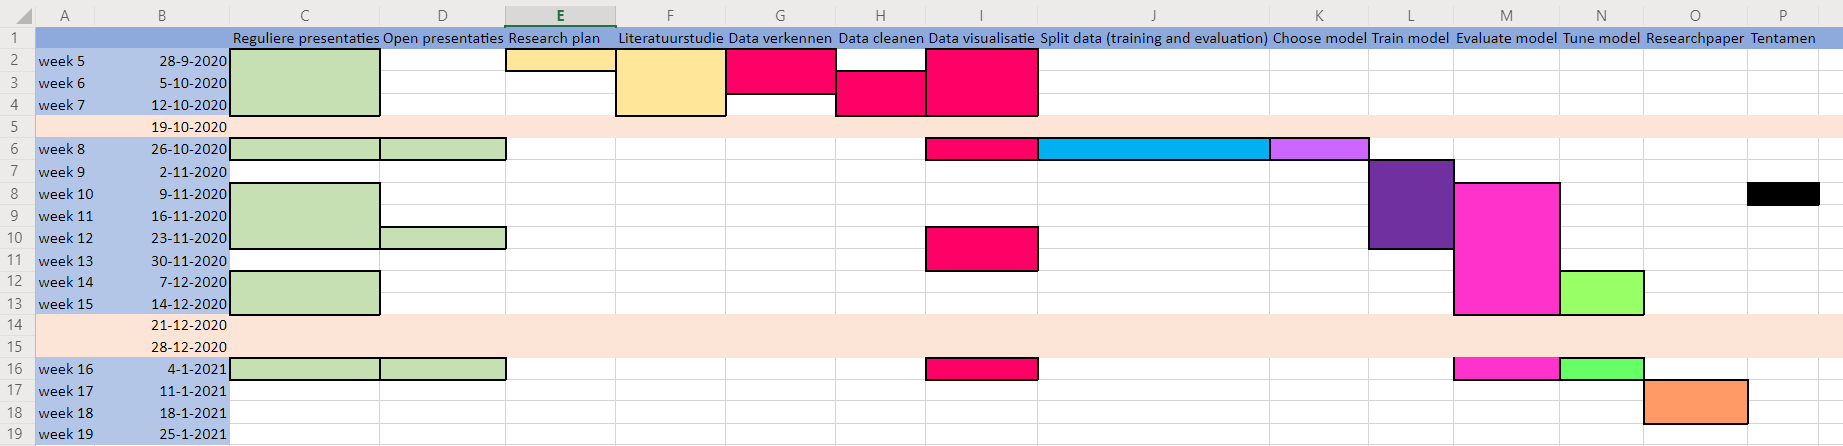 A B C D E F G H I J K L M N O P
1 Reguliere presentaties Open presentaties Research plan Literatuurstudie Data verkennen Data cleanen Data visualisatie Split data (training and evaluation) Choose model Train model Evaluate model Tune model Researchpaper Tentamen
2 week 5 28-9-2020
3 week 6 5-10-2020
4 week 7 12-10-2020
5 19-10-2020
6 week 8 26-10-2020
7 week 9 2-11-2020
8 week 10 9-11-2020
9 week 11 16-11-2020
10 week 12 23-11-2020
11 week 13 30-11-2020
12 week 14 7-12-2020
13 week 15 14-12-2020
14 21-12-2020
15 28-12-2020
16 week 16 4-1-2021
17 week 17 11-1-2021
18 week 18 18-1-2021
19 week 19 25-1-2021